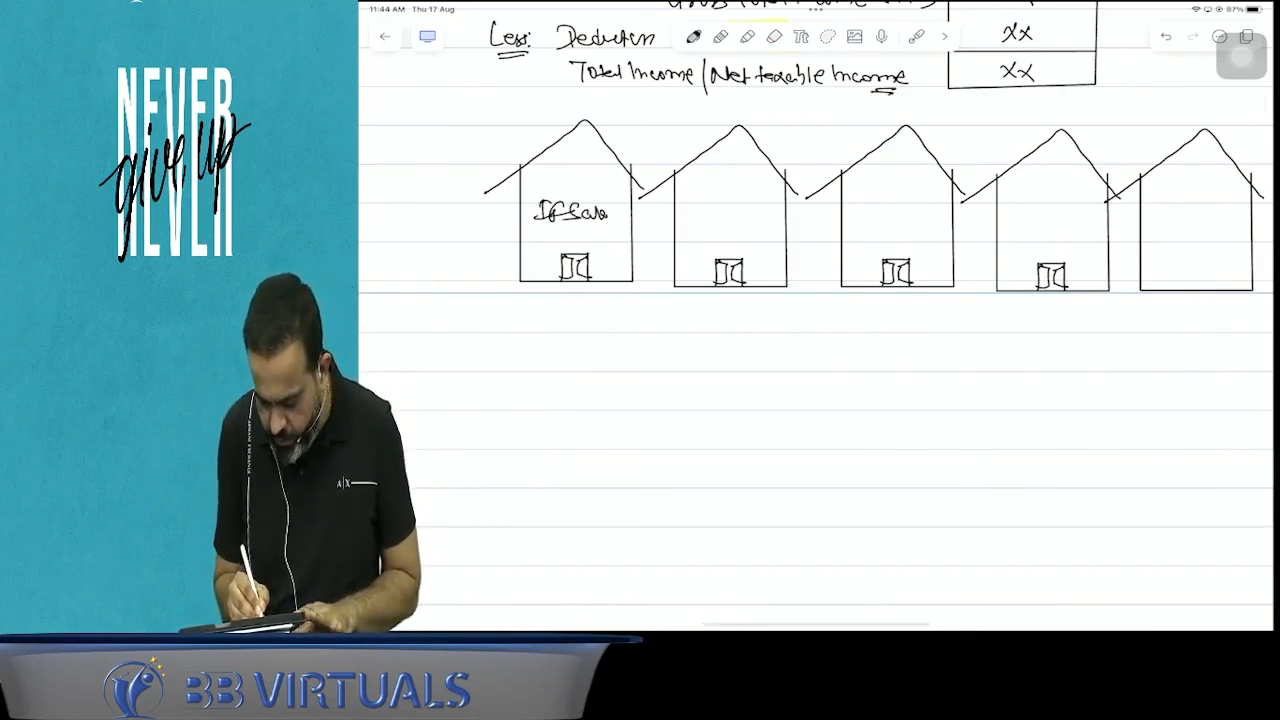 11:44 AM Thu 17 Aug
87%
Less: Deduction xx
Total Income / Net taxable Income xx
NEVER
give up
NEVER
A|X
BB VIRTUALS